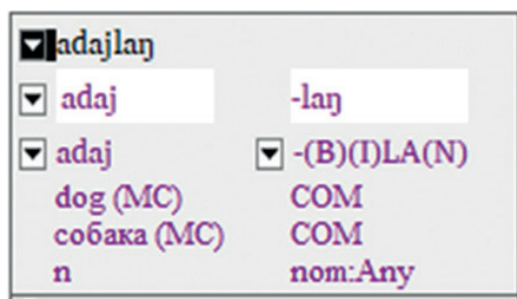 adajlaŋ
adaj -laŋ
adaj -(B)(I)LA(N)
dog (MC) COM
собака (MC) COM
n nom:Any